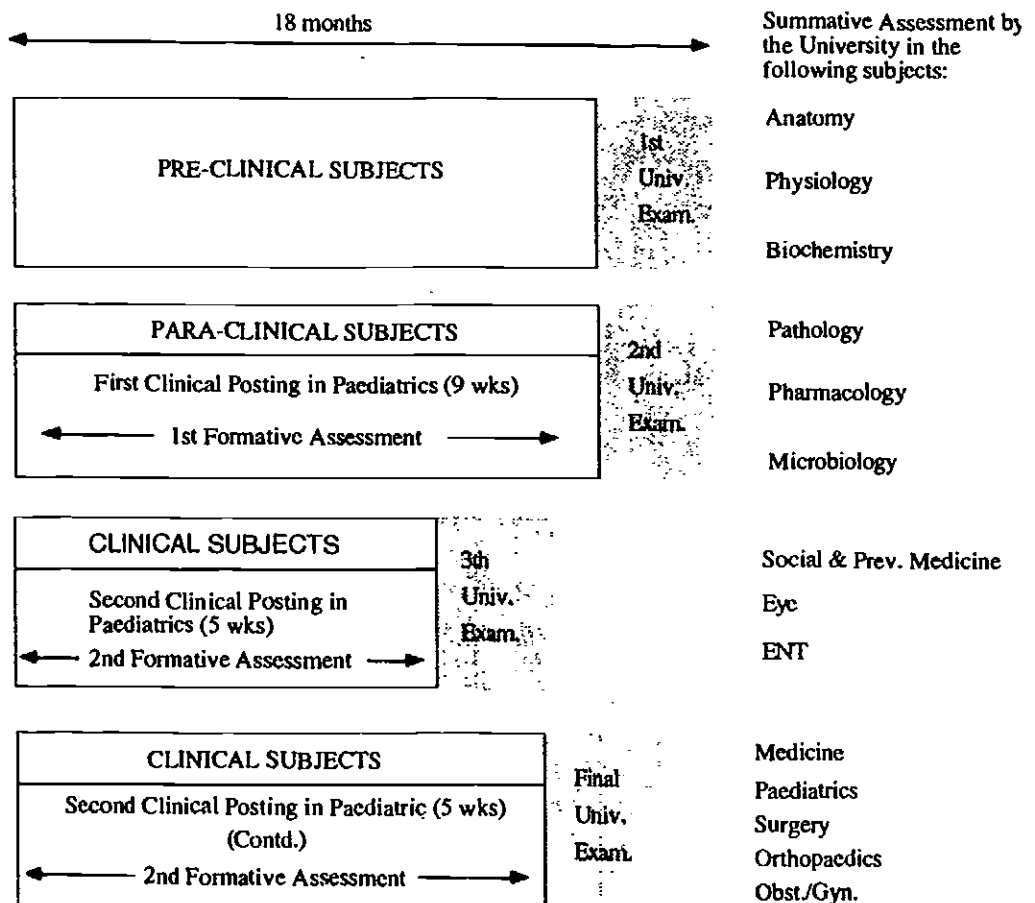 18 months
Summative Assessment by
the University in the
following subjects:
PRE-CLINICAL SUBJECTS
1st
Univ.
Exam.
Anatomy
Physiology
Biochemistry
PARA-CLINICAL SUBJECTS
First Clinical Posting in Paediatrics (9 wks)
1st Formative Assessment
2nd
Univ.
Exam.
Pathology
Pharmacology
Microbiology
CLINICAL SUBJECTS
Second Clinical Posting in
Paediatrics (5 wks)
2nd Formative Assessment
3th
Univ.
Exam.
Social & Prev. Medicine
Eye
ENT
CLINICAL SUBJECTS
Second Clinical Posting in Paediatric (5 wks)
(Contd.)
2nd Formative Assessment
Final
Univ.
Exam.
Medicine
Paediatrics
Surgery
Orthopaedics
Obst./Gyn.